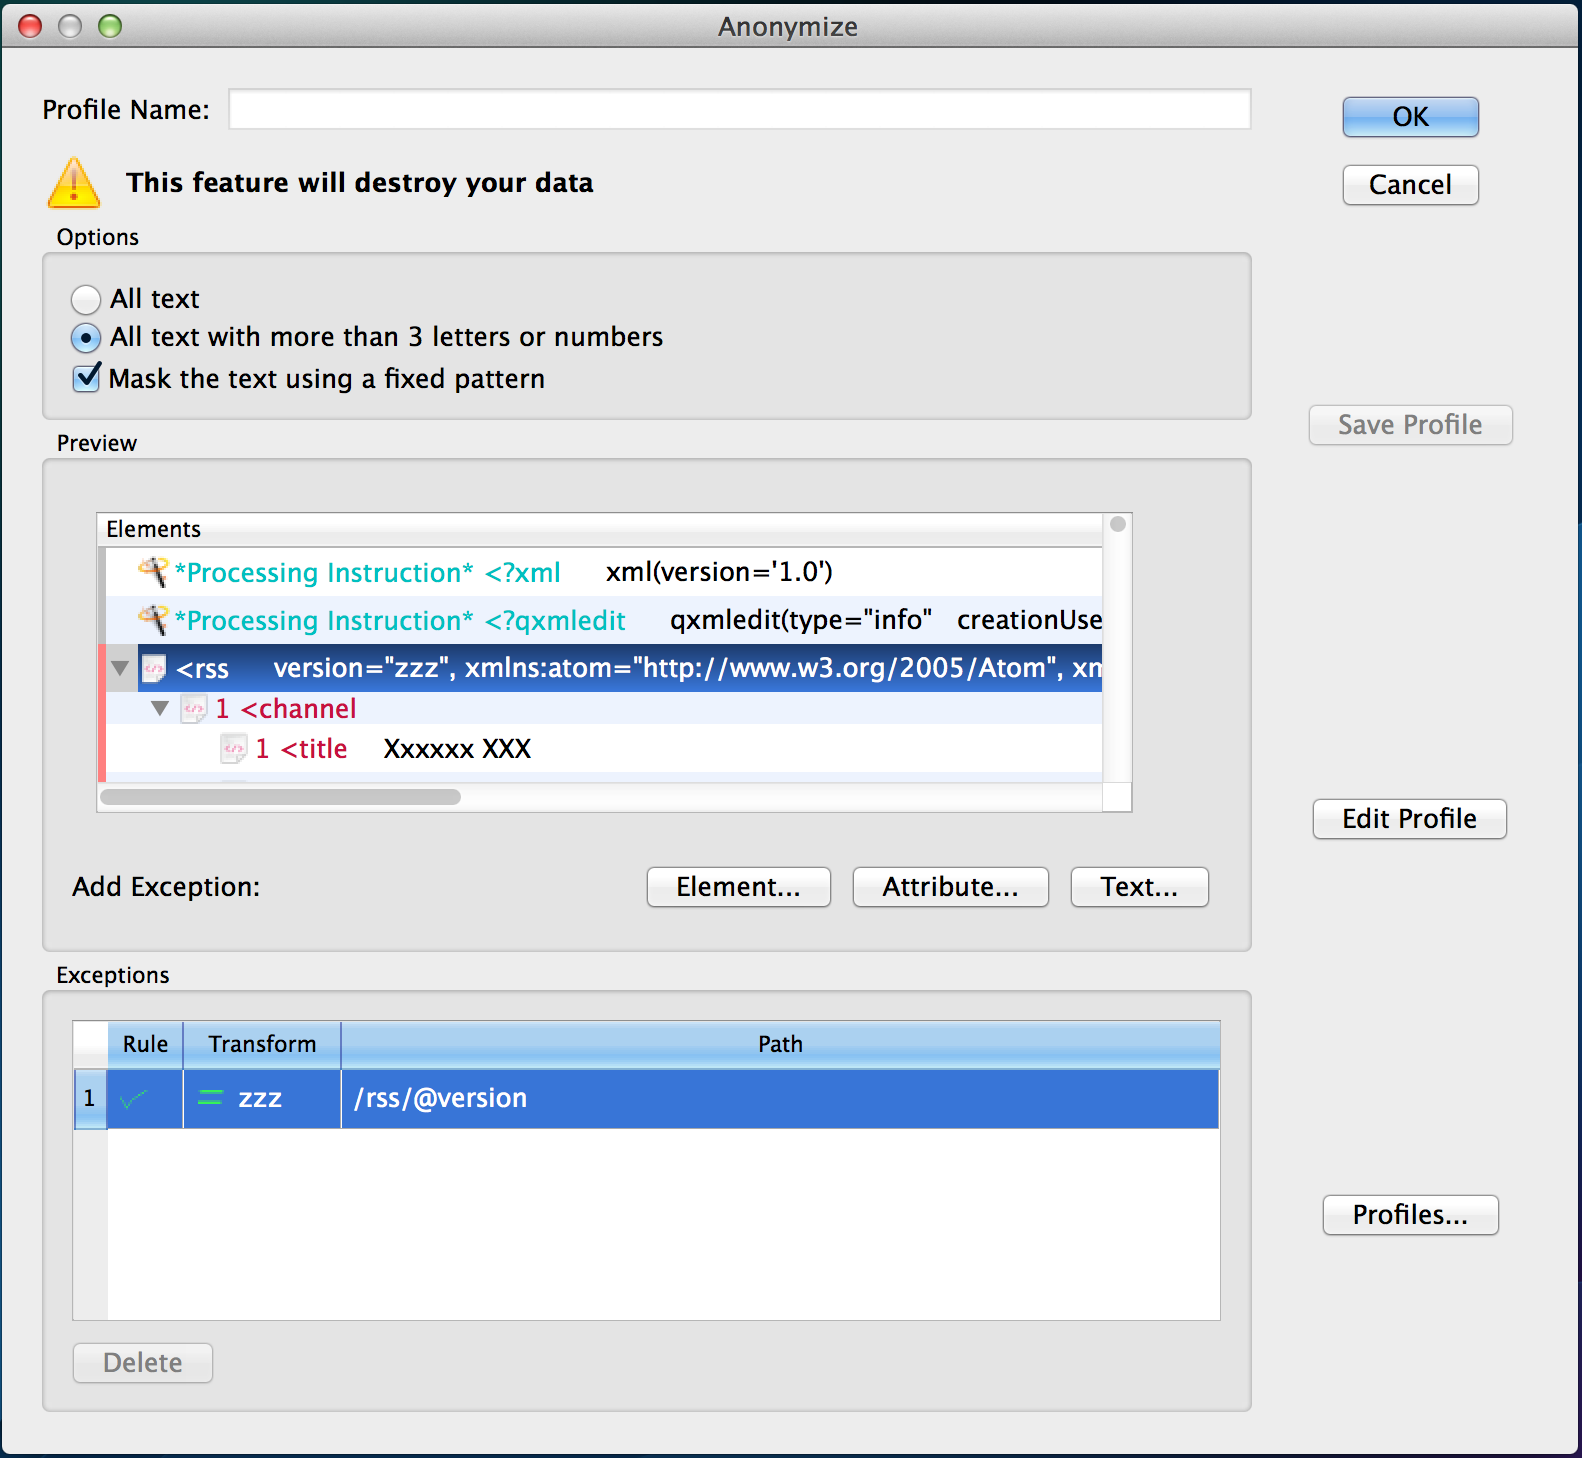 Anonymize
Profile Name:
OK
This feature will destroy your data
Cancel
Options
All text
All text with more than 3 letters or numbers
Mask the text using a fixed pattern
Save Profile
Preview
Elements
*Processing Instruction* <?xml xml(version='1.0')
*Processing Instruction* <?qxmledit qxmledit(type="info" creationUse
<rss version="zzz", xmlns:atom="http://www.w3.org/2005/Atom", xm
1 <channel
1 <title Xxxxxx XXX
Edit Profile
Add Exception: Element... Attribute... Text...
Exceptions
Rule Transform Path
1 = zzz /rss/@version
Profiles...
Delete